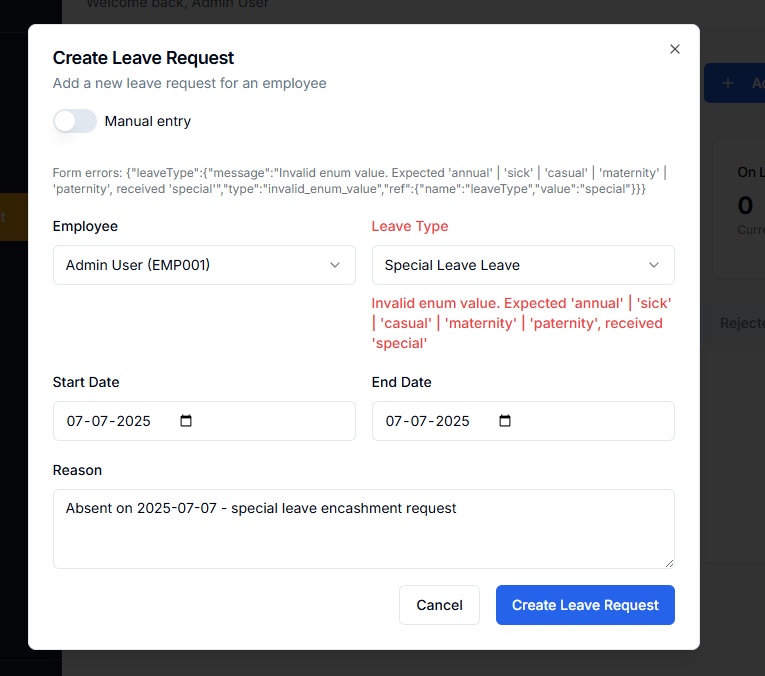 Welcome back, Admin User
Create Leave Request
Add a new leave request for an employee
Manual entry
Form errors: {"leaveType":{"message":"Invalid enum value. Expected 'annual' | 'sick' | 'casual' | 'maternity' |
'paternity', received 'special'","type":"invalid_enum_value","ref":{"name":"leaveType","value":"special"}}}
Employee
Leave Type
Admin User (EMP001)
Special Leave Leave
Invalid enum value. Expected 'annual' | 'sick'
| 'casual' | 'maternity' | 'paternity', received
'special'
Start Date
End Date
07-07-2025
07-07-2025
Reason
Absent on 2025-07-07 - special leave encashment request
Cancel
Create Leave Request
On L
0
Curre
Rejecte